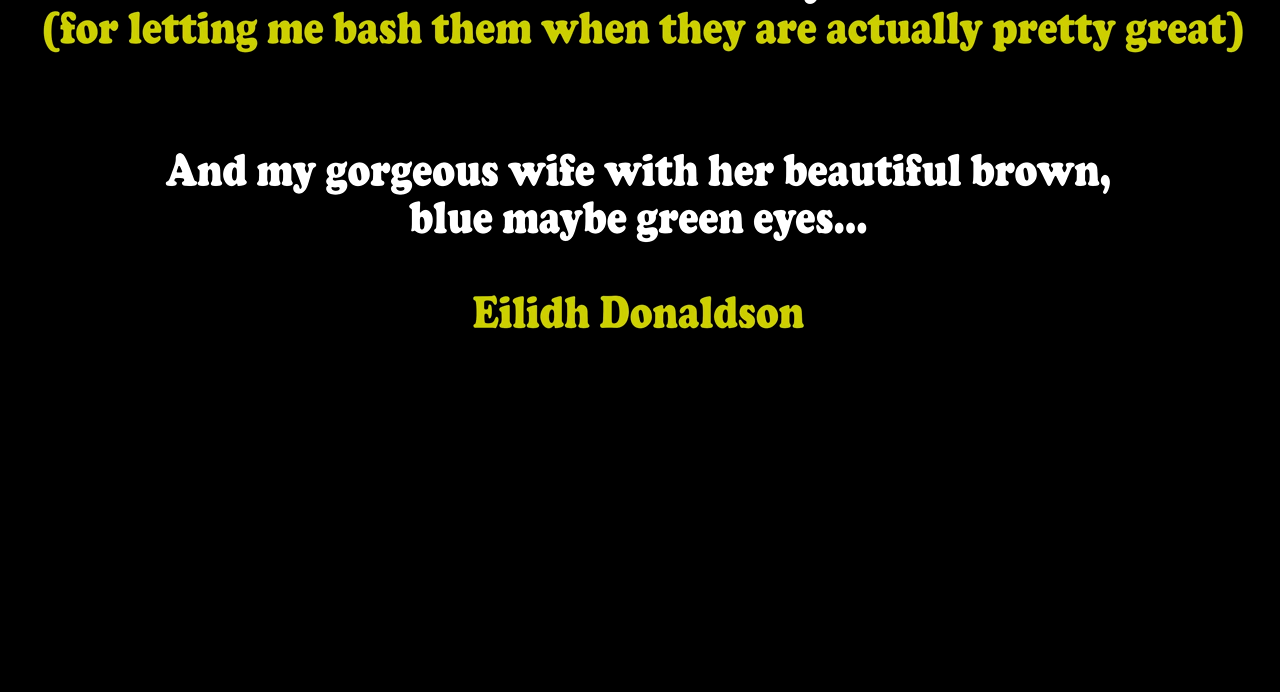 (for letting me bash them when they are actually pretty great)
And my gorgeous wife with her beautiful brown,
blue maybe green eyes...
Eilidh Donaldson